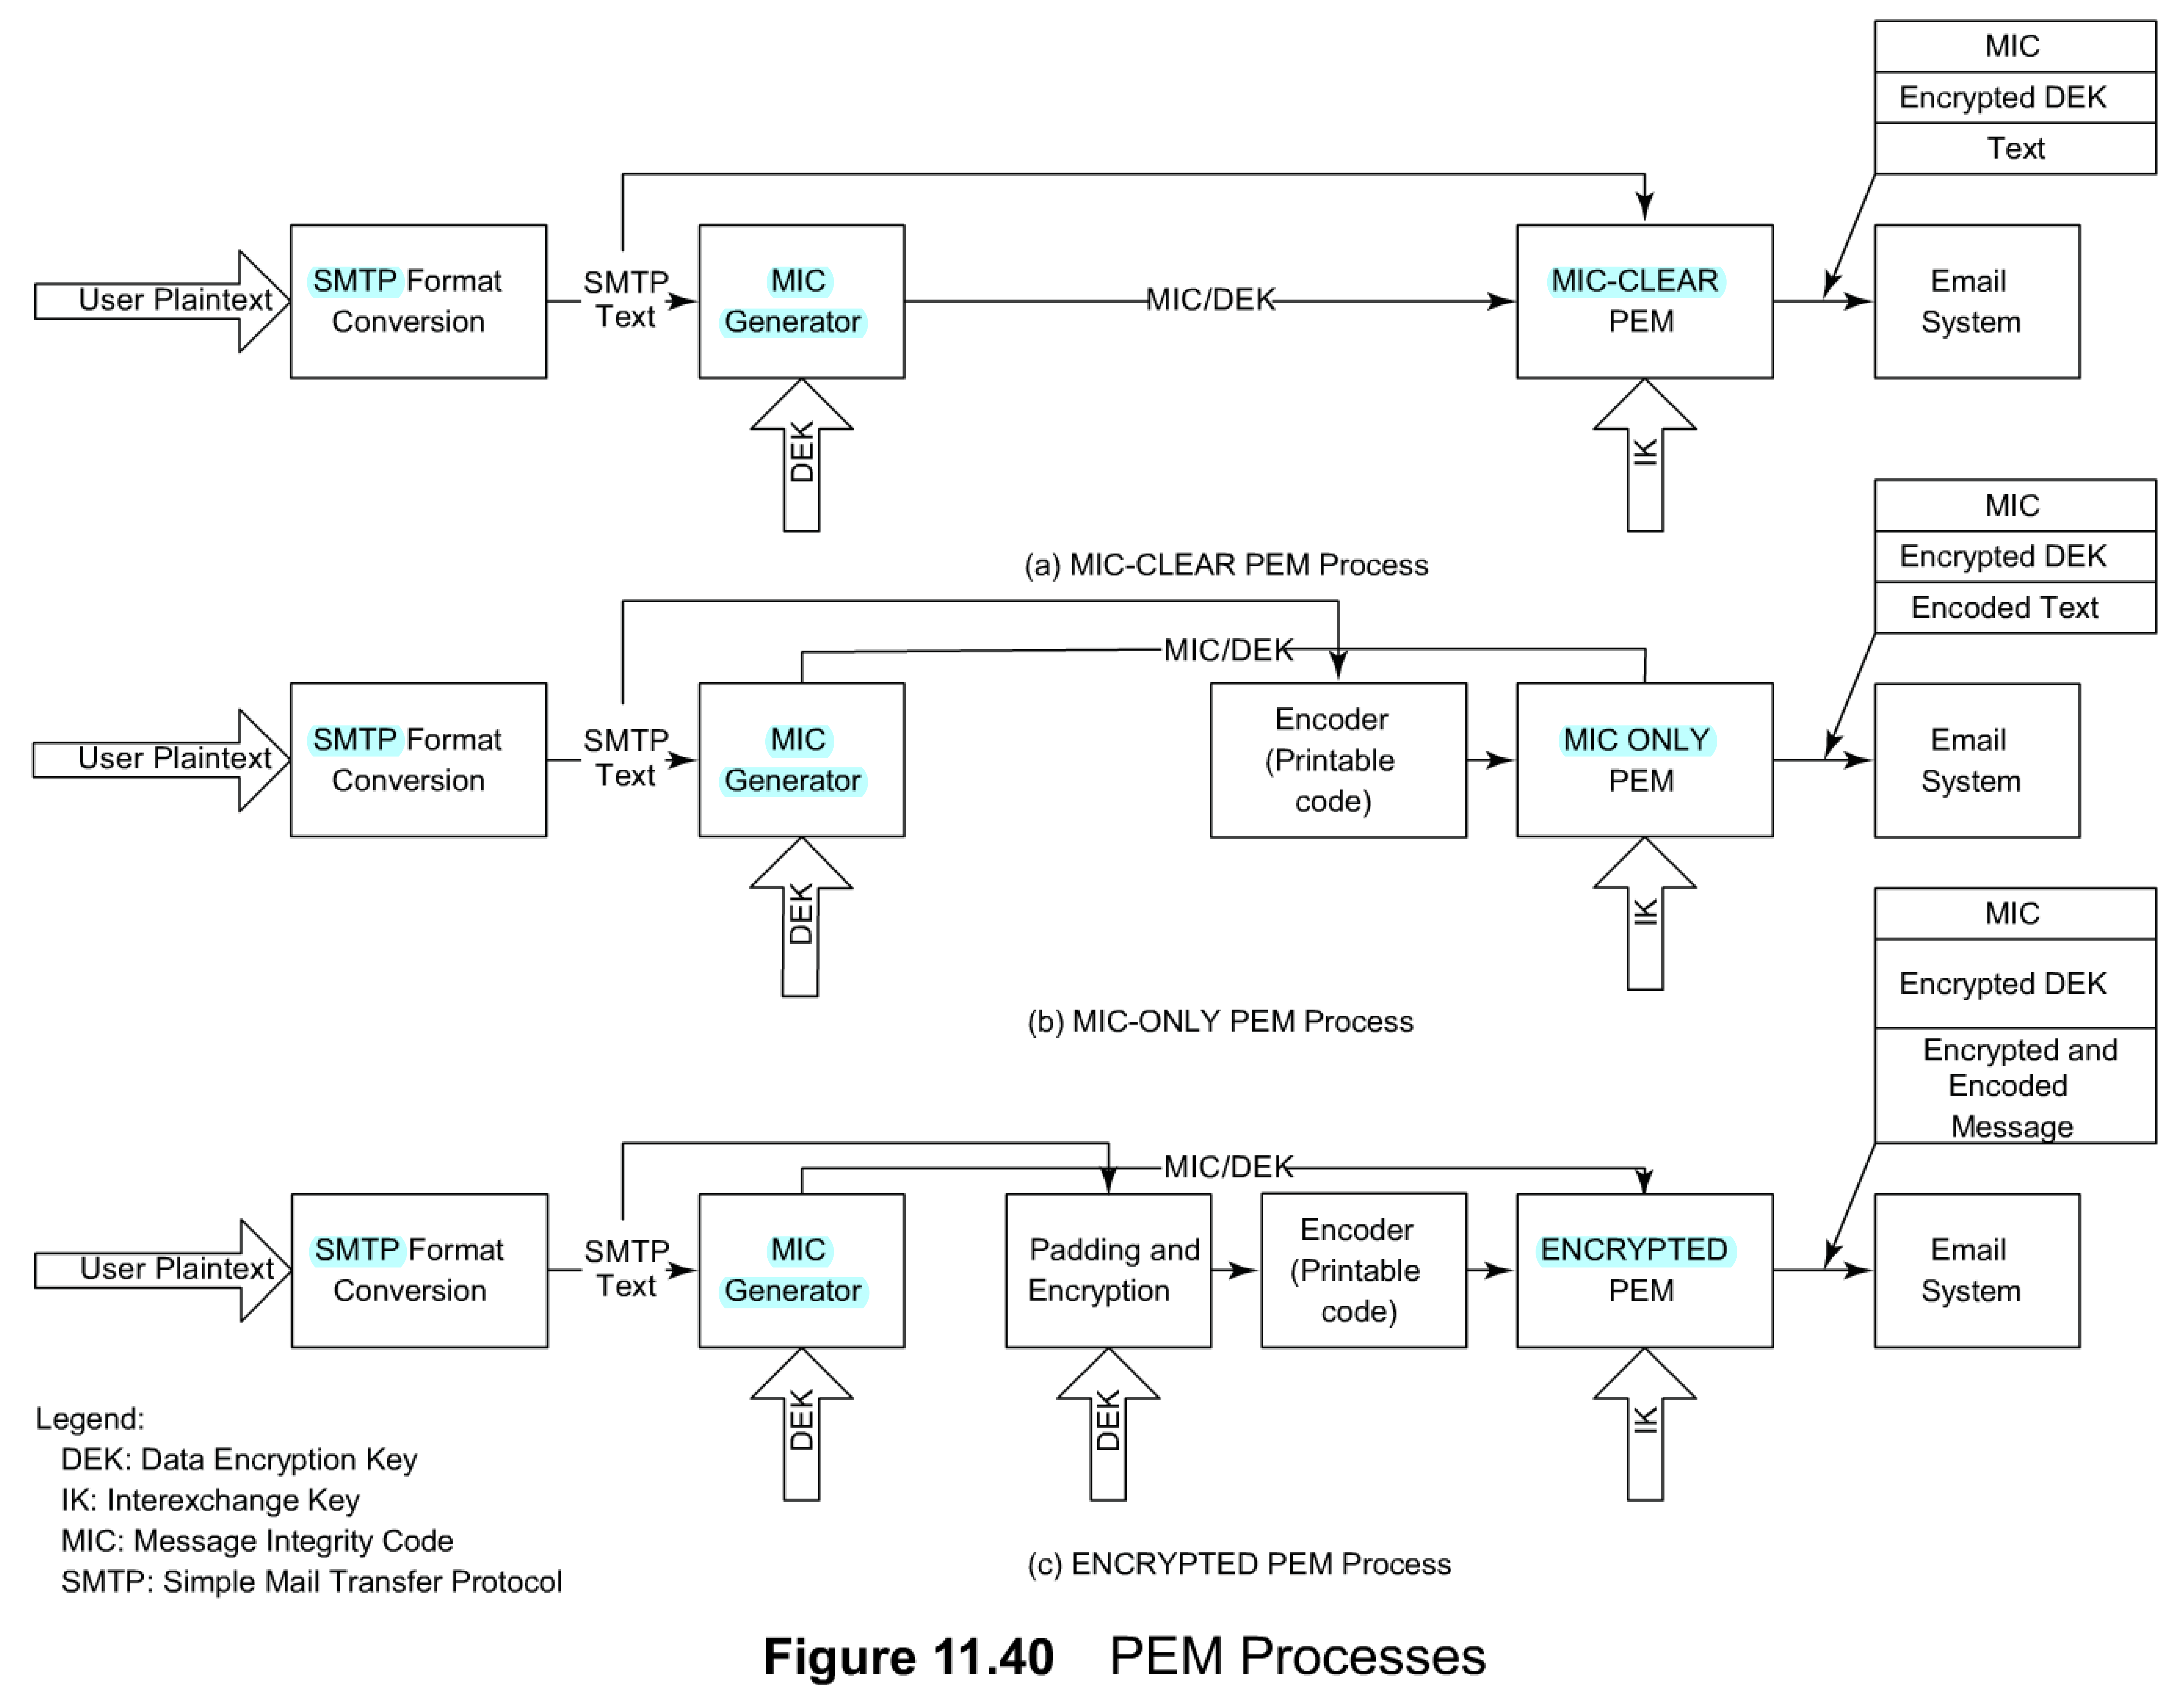 MIC
Encrypted DEK
Text
User Plaintext
SMTP Format
Conversion
SMTP
Text
MIC
Generator
MIC/DEK
MIC-CLEAR
PEM
Email
System
DEK
IK
(a) MIC-CLEAR PEM Process
MIC
Encrypted DEK
Encoded Text
MIC/DEK
User Plaintext
SMTP Format
Conversion
SMTP
Text
MIC
Generator
Encoder
(Printable
code)
MIC ONLY
PEM
Email
System
DEK
IK
(b) MIC-ONLY PEM Process
MIC
Encrypted DEK
Encrypted and
Encoded
Message
MIC/DEK
User Plaintext
SMTP Format
Conversion
SMTP
Text
MIC
Generator
Padding and
Encryption
Encoder
(Printable
code)
ENCRYPTED
PEM
Email
System
DEK
DEK
IK
Legend:
DEK: Data Encryption Key
IK: Interexchange Key
MIC: Message Integrity Code
SMTP: Simple Mail Transfer Protocol
(c) ENCRYPTED PEM Process
Figure 11.40 PEM Processes